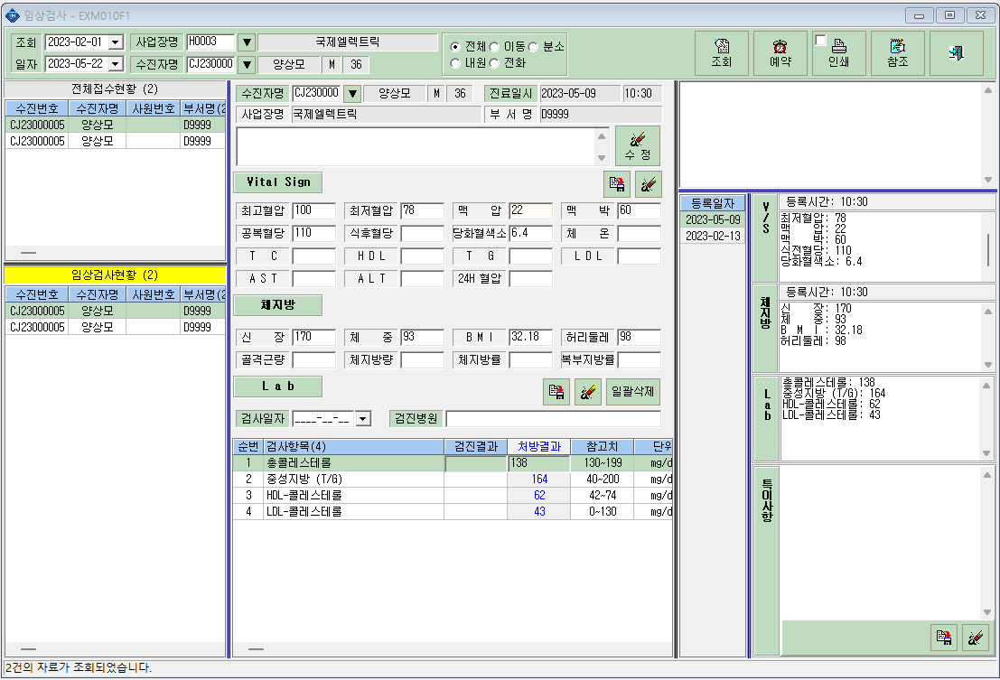 임상검사 - EXM010F1
조회 2023-02-01 사업장명 H0003 국제엘렉트릭
일자 2023-05-22 수진자명 CJ230000 양상모 M 36
전체 이동 분소
내원 전화
조회 예약 인쇄 참조
전체접수현황 (2)
수진번호 수진자명 사원번호 부서명(2
CJ23000005 양상모 D9999
CJ23000005 양상모 D9999
임상검사현황 (2)
수진번호 수진자명 사원번호 부서명(2
CJ23000005 양상모 D9999
CJ23000005 양상모 D9999
수진자명 CJ230000 양상모 M 36 진료일시 2023-05-09 10:30
사업장명 국제엘렉트릭 부 서 명 D9999
수 정
Vital Sign
최고혈압 100 최저혈압 78 맥 압 22 맥 박 60
공복혈당 110 식후혈당 당화혈색소 6.4 체 온
T C H D L T G L D L
A S T A L T 24H 혈압
체지방
신 장 170 체 중 93 B M I 32.18 허리둘레 98
골격근량 체지방량 체지방률 복부지방률
L a b
일괄삭제
검사일자 ____-__-__ 검진병원
순번 검사항목(4) 검진결과 처방결과 참고치 단위
1 총콜레스테롤 138 130~199 mg/d
2 중성지방 (T/G) 164 40~200 mg/d
3 HDL-콜레스테롤 62 42~74 mg/d
4 LDL-콜레스테롤 43 0~130 mg/d
등록일자
2023-05-09
2023-02-13
V/S
등록시간: 10:30
최저혈압: 78
맥 압: 22
맥 박: 60
식전혈당: 110
당화혈색소: 6.4
체지방
등록시간: 10:30
신 장: 170
체 중: 93
B M I: 32.18
허리둘레: 98
Lab
총콜레스테롤: 138
중성지방 (T/G): 164
HDL-콜레스테롤: 62
LDL-콜레스테롤: 43
특이사항
2건의 자료가 조회되었습니다.